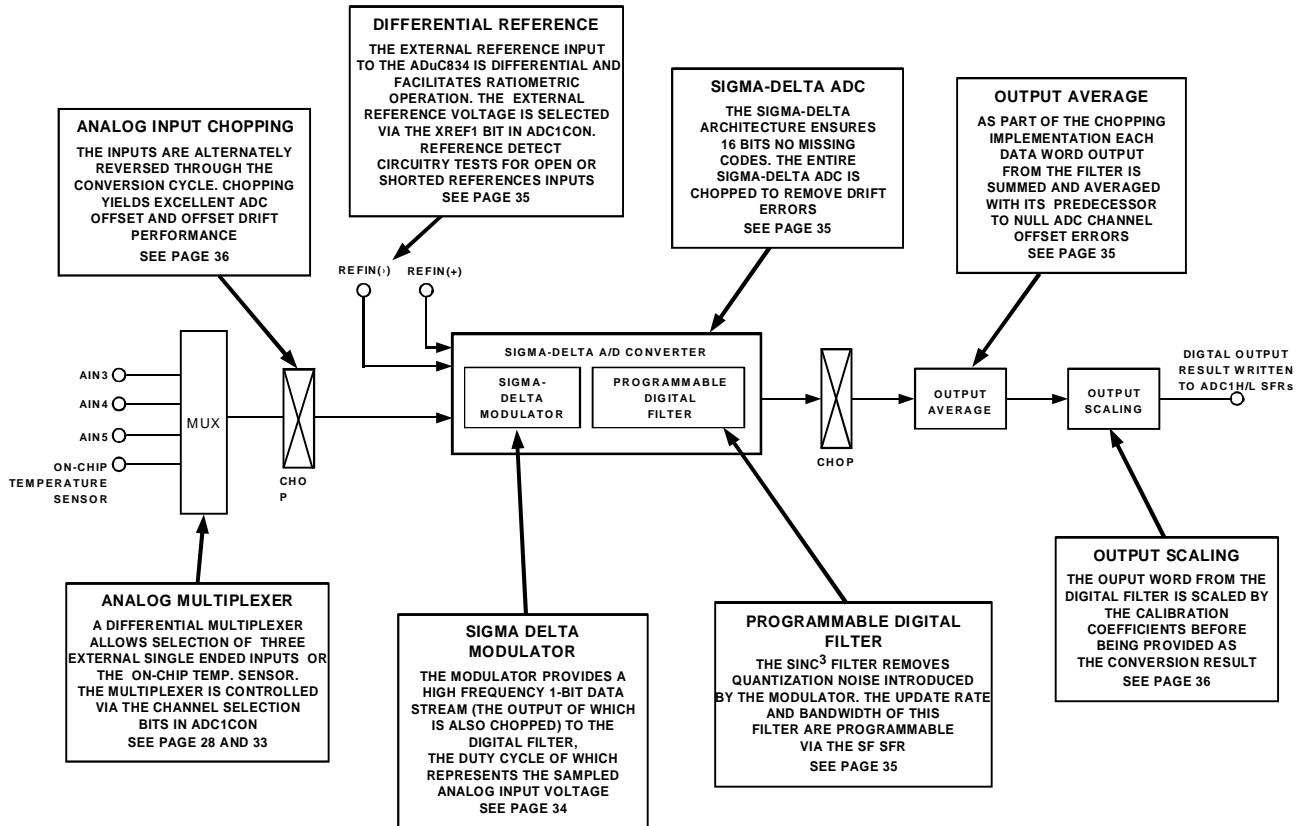 DIFFERENTIAL REFERENCE
THE EXTERNAL REFERENCE INPUT
TO THE ADuC834 IS DIFFERENTIAL AND
FACILITATES RATIOMETRIC
OPERATION. THE EXTERNAL
REFERENCE VOLTAGE IS SELECTED
VIA THE XREF1 BIT IN ADC1CON.
REFERENCE DETECT
CIRCUITRY TESTS FOR OPEN OR
SHORTED REFERENCES INPUTS
SEE PAGE 35
SIGMA-DELTA ADC
THE SIGMA-DELTA
ARCHITECTURE ENSURES
16 BITS NO MISSING
CODES. THE ENTIRE
SIGMA-DELTA ADC IS
CHOPPED TO REMOVE DRIFT
ERRORS
SEE PAGE 35
OUTPUT AVERAGE
AS PART OF THE CHOPPING
IMPLEMENTATION EACH
DATA WORD OUTPUT
FROM THE FILTER IS
SUMMED AND AVERAGED
WITH ITS PREDECESSOR
TO NULL ADC CHANNEL
OFFSET ERRORS
SEE PAGE 35
ANALOG INPUT CHOPPING
THE INPUTS ARE ALTERNATELY
REVERSED THROUGH THE
CONVERSION CYCLE. CHOPPING
YIELDS EXCELLENT ADC
OFFSET AND OFFSET DRIFT
PERFORMANCE
SEE PAGE 36
REFIN(›) REFIN(+)
AIN3
AIN4
AIN5
ON-CHIP
TEMPERATURE
SENSOR
MUX
CHO
P
SIGMA-DELTA A/D CONVERTER
SIGMA-
DELTA
MODULATOR
PROGRAMMABLE
DIGITAL
FILTER
CHOP
OUTPUT
AVERAGE
OUTPUT
SCALING
DIGTAL OUTPUT
RESULT WRITTEN
TO ADC1H/L SFRs
ANALOG MULTIPLEXER
A DIFFERENTIAL MULTIPLEXER
ALLOWS SELECTION OF THREE
EXTERNAL SINGLE ENDED INPUTS OR
THE ON-CHIP TEMP. SENSOR.
THE MULTIPLEXER IS CONTROLLED
VIA THE CHANNEL SELECTION
BITS IN ADC1CON
SEE PAGE 28 AND 33
SIGMA DELTA
MODULATOR
THE MODULATOR PROVIDES A
HIGH FREQUENCY 1-BIT DATA
STREAM (THE OUTPUT OF WHICH
IS ALSO CHOPPED) TO THE
DIGITAL FILTER,
THE DUTY CYCLE OF WHICH
REPRESENTS THE SAMPLED
ANALOG INPUT VOLTAGE
SEE PAGE 34
PROGRAMMABLE DIGITAL
FILTER
THE SINC³ FILTER REMOVES
QUANTIZATION NOISE INTRODUCED
BY THE MODULATOR. THE UPDATE RATE
AND BANDWIDTH OF THIS
FILTER ARE PROGRAMMABLE
VIA THE SF SFR
SEE PAGE 35
OUTPUT SCALING
THE OUPUT WORD FROM THE
DIGITAL FILTER IS SCALED BY
THE CALIBRATION
COEFFICIENTS BEFORE
BEING PROVIDED AS
THE CONVERSION RESULT
SEE PAGE 36